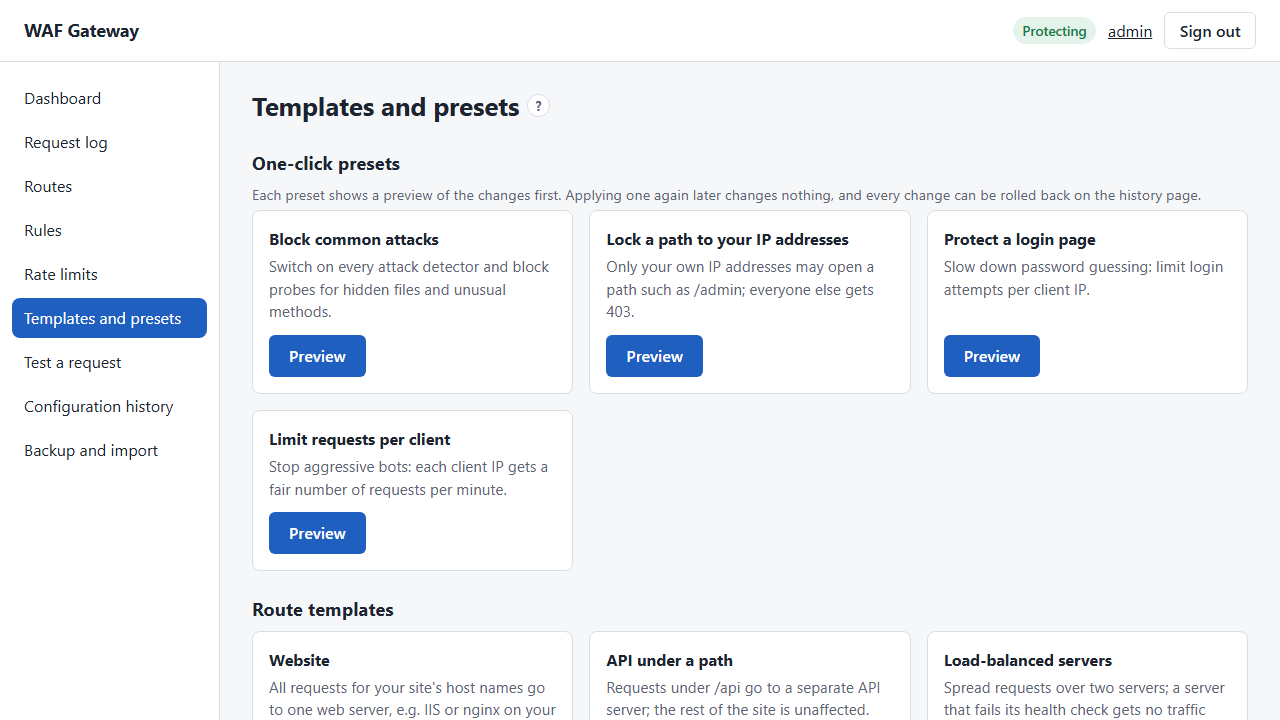 WAF Gateway
Protecting
admin
Sign out
Dashboard
Request log
Routes
Rules
Rate limits
Templates and presets
Test a request
Configuration history
Backup and import
Templates and presets ?
One-click presets
Each preset shows a preview of the changes first. Applying one again later changes nothing, and every change can be rolled back on the history page.
Block common attacks
Switch on every attack detector and block
probes for hidden files and unusual
methods.
Preview
Lock a path to your IP addresses
Only your own IP addresses may open a
path such as /admin; everyone else gets
403.
Preview
Protect a login page
Slow down password guessing: limit login
attempts per client IP.
Preview
Limit requests per client
Stop aggressive bots: each client IP gets a
fair number of requests per minute.
Preview
Route templates
Website
All requests for your site's host names go
to one web server, e.g. IIS or nginx on your
API under a path
Requests under /api go to a separate API
server; the rest of the site is unaffected.
Load-balanced servers
Spread requests over two servers; a server
that fails its health check gets no traffic